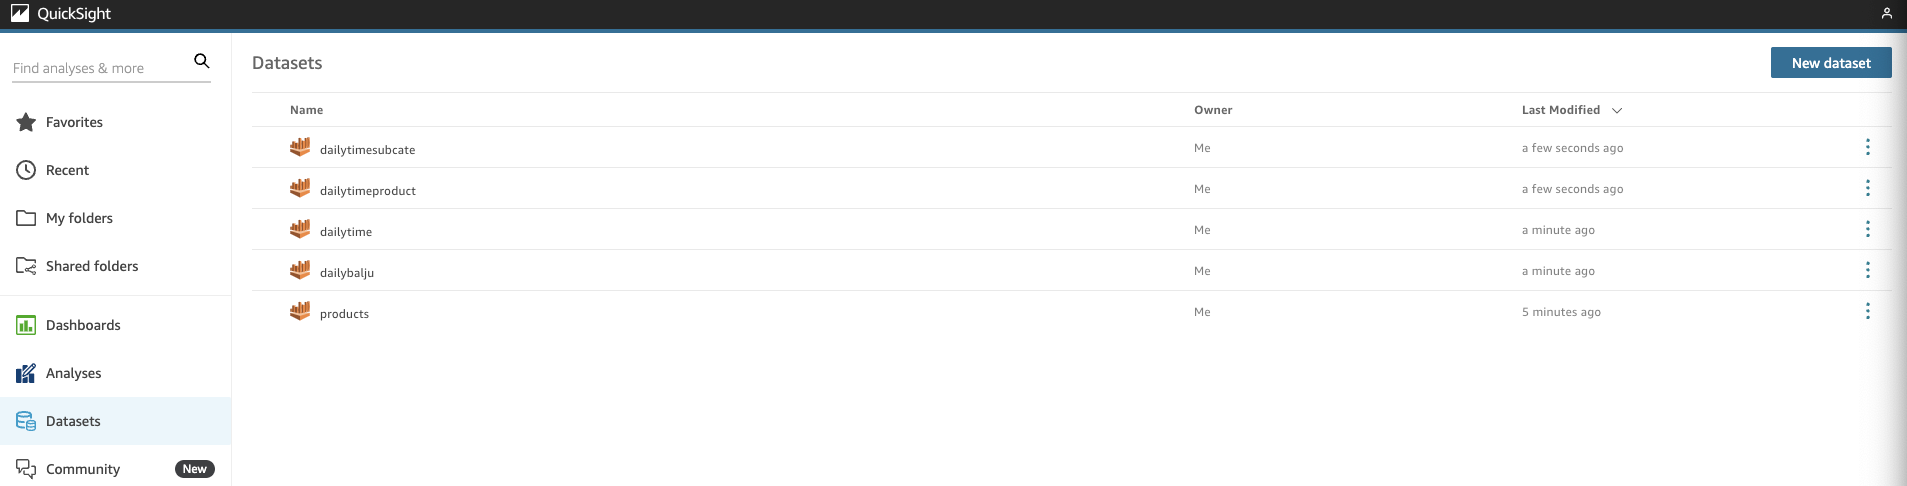 QuickSight
Find analyses & more
Favorites
Recent
My folders
Shared folders
Dashboards
Analyses
Datasets
Community New
Datasets
New dataset
Name Owner Last Modified
dailytimesubcate Me a few seconds ago
dailytimeproduct Me a few seconds ago
dailytime Me a minute ago
dailybalju Me a minute ago
products Me 5 minutes ago